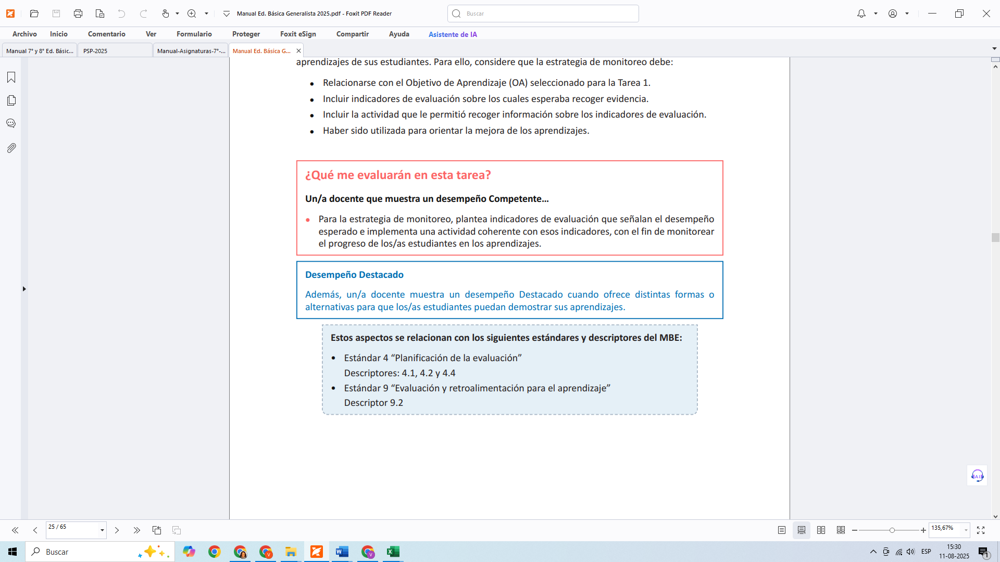 Manual Ed. Básica Generalista 2025.pdf - Foxit PDF Reader
Buscar
Archivo Inicio Comentario Ver Formulario Proteger Foxit eSign Compartir Ayuda Asistente de IA
Manual 7° y 8° Ed. Básic... PSP-2025 Manual-Asignaturas-7°-... Manual Ed. Básica G...
aprendizajes de sus estudiantes. Para ello, considere que la estrategia de monitoreo debe:
• Relacionarse con el Objetivo de Aprendizaje (OA) seleccionado para la Tarea 1.
• Incluir indicadores de evaluación sobre los cuales esperaba recoger evidencia.
• Incluir la actividad que le permitió recoger información sobre los indicadores de evaluación.
• Haber sido utilizada para orientar la mejora de los aprendizajes.
¿Qué me evaluarán en esta tarea?
Un/a docente que muestra un desempeño Competente...
• Para la estrategia de monitoreo, plantea indicadores de evaluación que señalan el desempeño
esperado e implementa una actividad coherente con esos indicadores, con el fin de monitorear
el progreso de los/as estudiantes en los aprendizajes.
Desempeño Destacado
Además, un/a docente muestra un desempeño Destacado cuando ofrece distintas formas o
alternativas para que los/as estudiantes puedan demostrar sus aprendizajes.
Estos aspectos se relacionan con los siguientes estándares y descriptores del MBE:
• Estándar 4 “Planificación de la evaluación”
Descriptores: 4.1, 4.2 y 4.4
• Estándar 9 “Evaluación y retroalimentación para el aprendizaje”
Descriptor 9.2
AI
25 / 65
135,67%
Buscar
V
V
ESP
15:30
11-08-2025
1